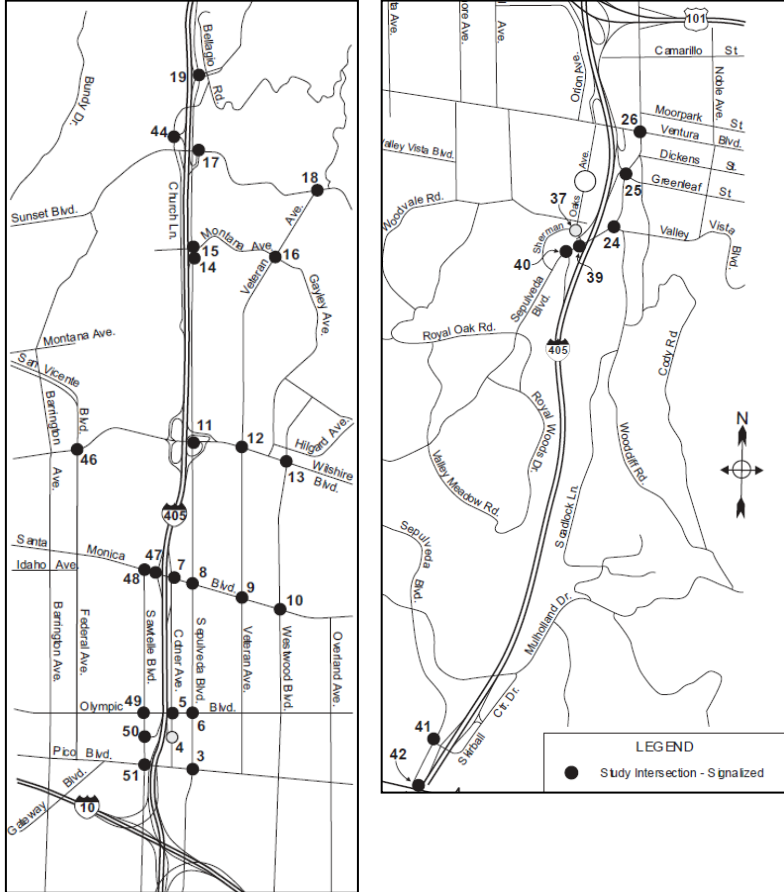 Bellagio
Rd.
Bundy Dr.
19
44
17
18
Sunset Blvd.
Church Ln.
Montana Ave.
15
14
16
Veteran
Ave.
Gayley Ave.
Montana Ave.
San Vicente
Blvd.
Barrington
Ave.
11
12
13
46
Hilgard Ave.
Wilshire
Blvd.
405
Santa
Monica
Blvd.
Idaho Ave.
47
48
7
8
9
10
Barrington Ave.
Federal Ave.
Sawtelle Blvd.
Cotner Ave.
Sepulveda Blvd.
Veteran Ave.
Westwood Blvd.
Overland Ave.
49
Olympic
5
Blvd.
6
50
4
Pico
Blvd.
51
3
Gateway
Blvd.
10
ta Ave.
ore Ave.
Ave.
101
Camarillo St
Orion Ave.
Noble Ave.
26
Moorpark St
Ventura Blvd.
Valley Vista Blvd.
Dickens St.
Greenleaf St
25
Woodvale Rd.
37
Sherman
Oaks
Ave.
24
Valley
Vista
Blvd.
40
39
Sepulveda
Blvd.
Royal Oak Rd.
405
Cody Rd
Royal Woods Dr.
Woodcliff Rd.
Valley Meadow Rd.
N
Sepulveda
Blvd.
Scadlock Ln.
Mulholland Dr.
Skirball
Ctr. Dr.
41
42
LEGEND
Study Intersection - Signalized